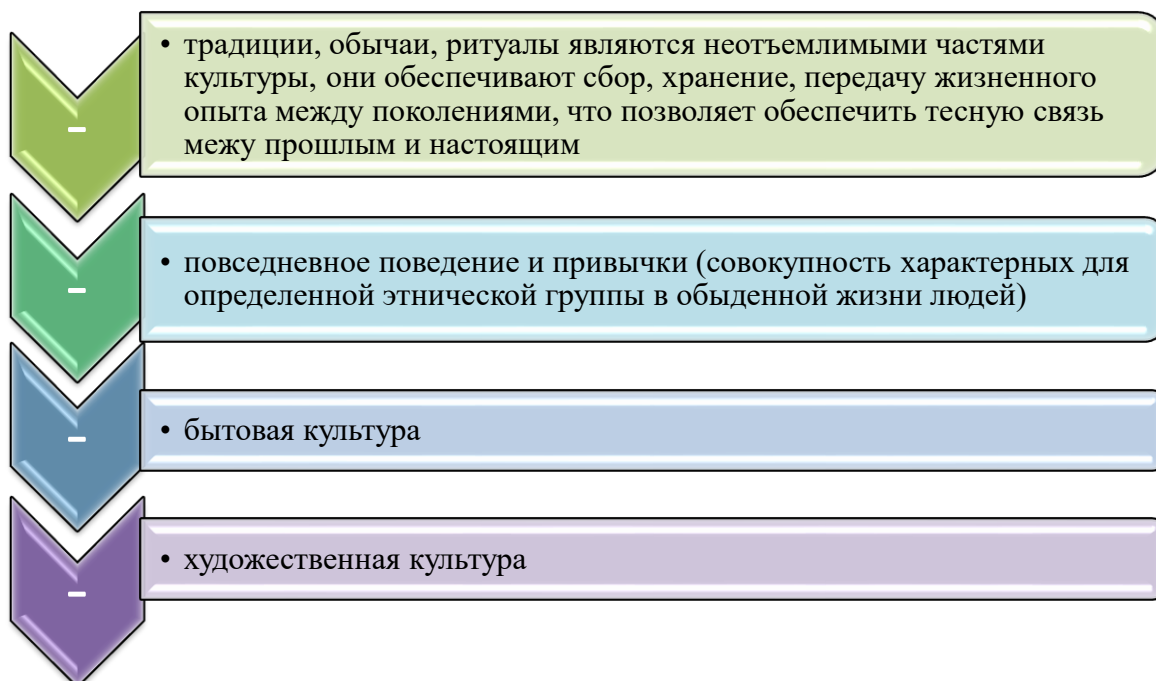 • традиции, обычаи, ритуалы являются неотъемлимыми частями
культуры, они обеспечивают сбор, хранение, передачу жизненного
опыта между поколениями, что позволяет обеспечить тесную связь
межу прошлым и настоящим
-
• повседневное поведение и привычки (совокупность характерных для
определенной этнической группы в обыденной жизни людей)
-
• бытовая культура
-
• художественная культура
-